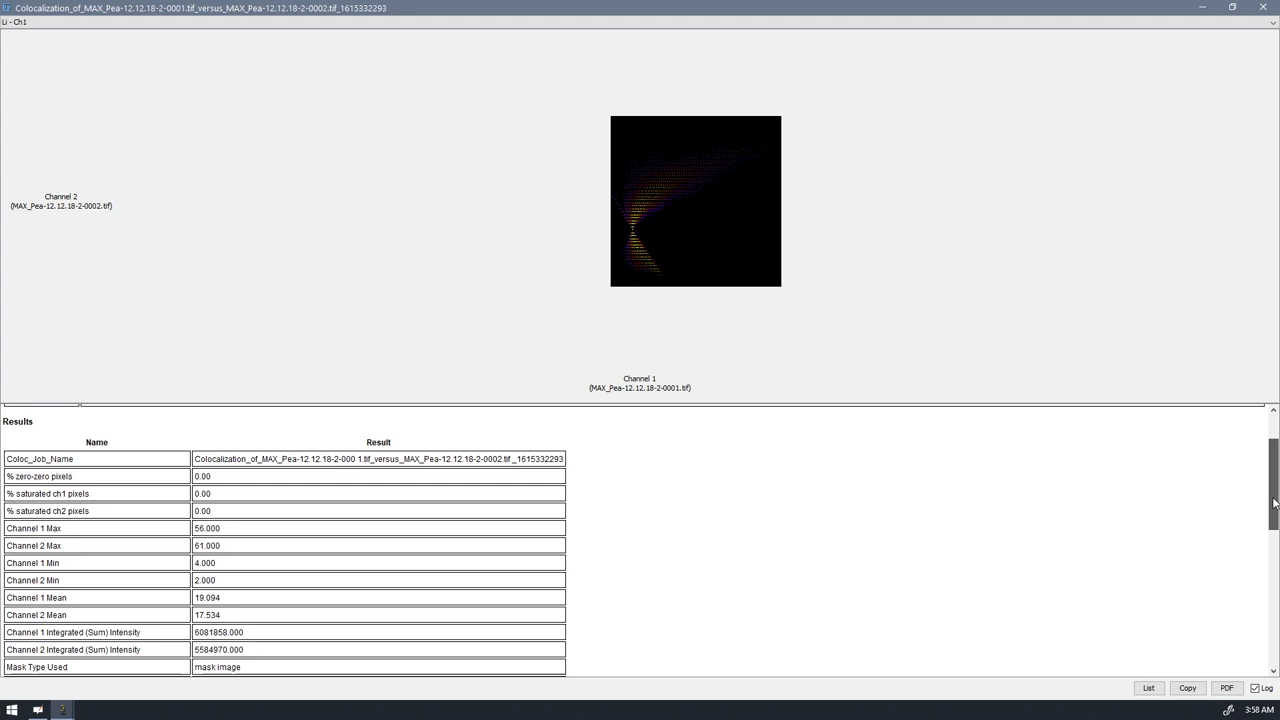 Colocalization_of_MAX_Pea-12.12.18-2-0001.tif_versus_MAX_Pea-12.12.18-2-0002.tif_1615332293
Li - Ch1
Channel 2
(MAX_Pea-12.12.18-2-0002.tif)
Channel 1
(MAX_Pea-12.12.18-2-0001.tif)
Results
Name Result
Coloc_Job_Name Colocalization_of_MAX_Pea-12.12.18-2-000 1.tif_versus_MAX_Pea-12.12.18-2-0002.tif _1615332293
% zero-zero pixels 0.00
% saturated ch1 pixels 0.00
% saturated ch2 pixels 0.00
Channel 1 Max 56.000
Channel 2 Max 61.000
Channel 1 Min 4.000
Channel 2 Min 2.000
Channel 1 Mean 19.094
Channel 2 Mean 17.534
Channel 1 Integrated (Sum) Intensity 6081858.000
Channel 2 Integrated (Sum) Intensity 5584970.000
Mask Type Used mask image
List Copy PDF Log
3:58 AM